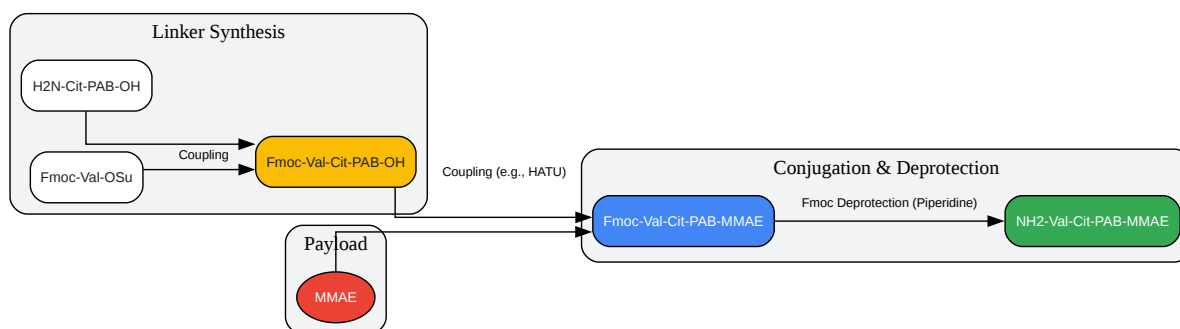 Linker Synthesis
H2N-Cit-PAB-OH
Coupling
Fmoc-Val-OSu
Fmoc-Val-Cit-PAB-OH
Coupling (e.g., HATU)
Payload
MMAE
Conjugation & Deprotection
Fmoc-Val-Cit-PAB-MMAE
Fmoc Deprotection (Piperidine)
NH2-Val-Cit-PAB-MMAE